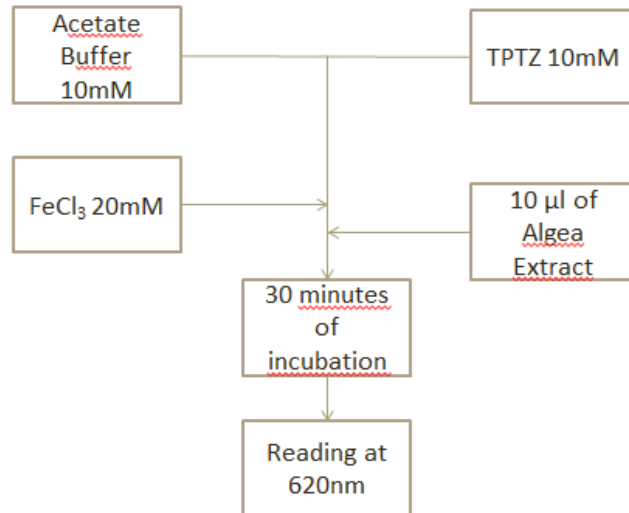 Acetate
Buffer
10mM
TPTZ 10mM
FeCl₃ 20mM
10 µl of
Algea
Extract
30 minutes
of
incubation
Reading at
620nm